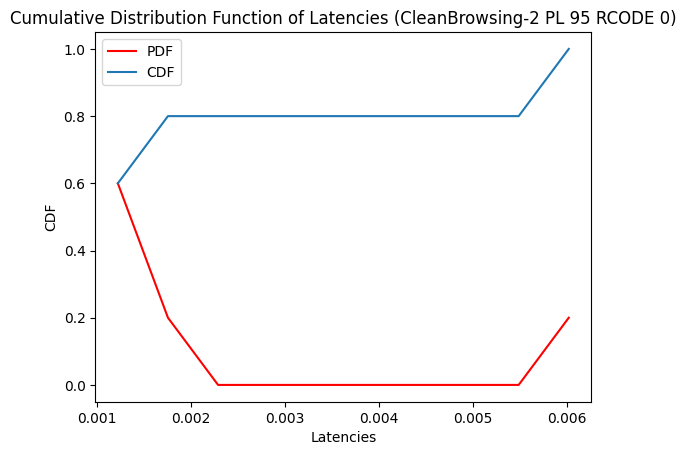 Cumulative Distribution Function of Latencies (CleanBrowsing-2 PL 95 RCODE 0)
PDF
CDF
1.0
0.8
0.6
0.4
0.2
0.0
CDF
0.001 0.002 0.003 0.004 0.005 0.006
Latencies